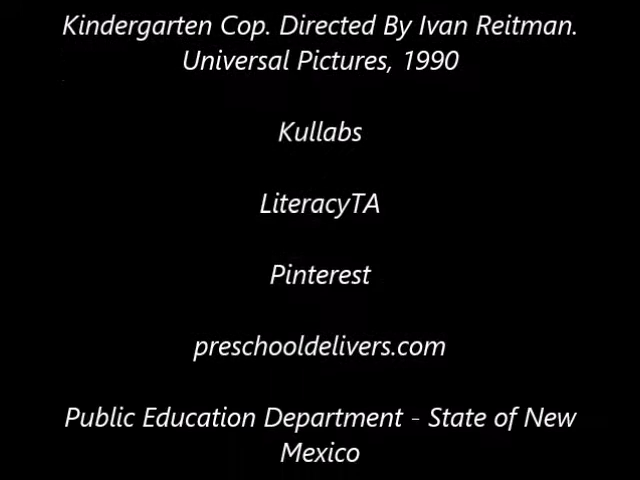 Kindergarten Cop. Directed By Ivan Reitman.
Universal Pictures, 1990
Kullabs
LiteracyTA
Pinterest
preschooldelivers.com
Public Education Department - State of New
Mexico